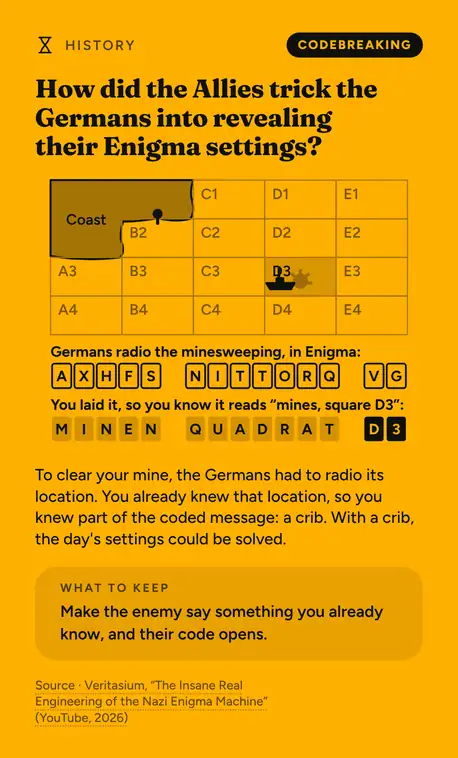 HISTORY
CODEBREAKING
How did the Allies trick the
Germans into revealing
their Enigma settings?
C1 D1 E1
Coast
B2 C2 D2 E2
A3 B3 C3 D3 E3
A4 B4 C4 D4 E4
Germans radio the minesweeping, in Enigma:
AXHFS NITTORQ VG
You laid it, so you know it reads “mines, square D3”:
MINEN QUADRAT D3
To clear your mine, the Germans had to radio its
location. You already knew that location, so you
knew part of the coded message: a crib. With a crib,
the day's settings could be solved.
WHAT TO KEEP
Make the enemy say something you already
know, and their code opens.
Source · Veritasium, “The Insane Real
Engineering of the Nazi Enigma Machine”
(YouTube, 2026)